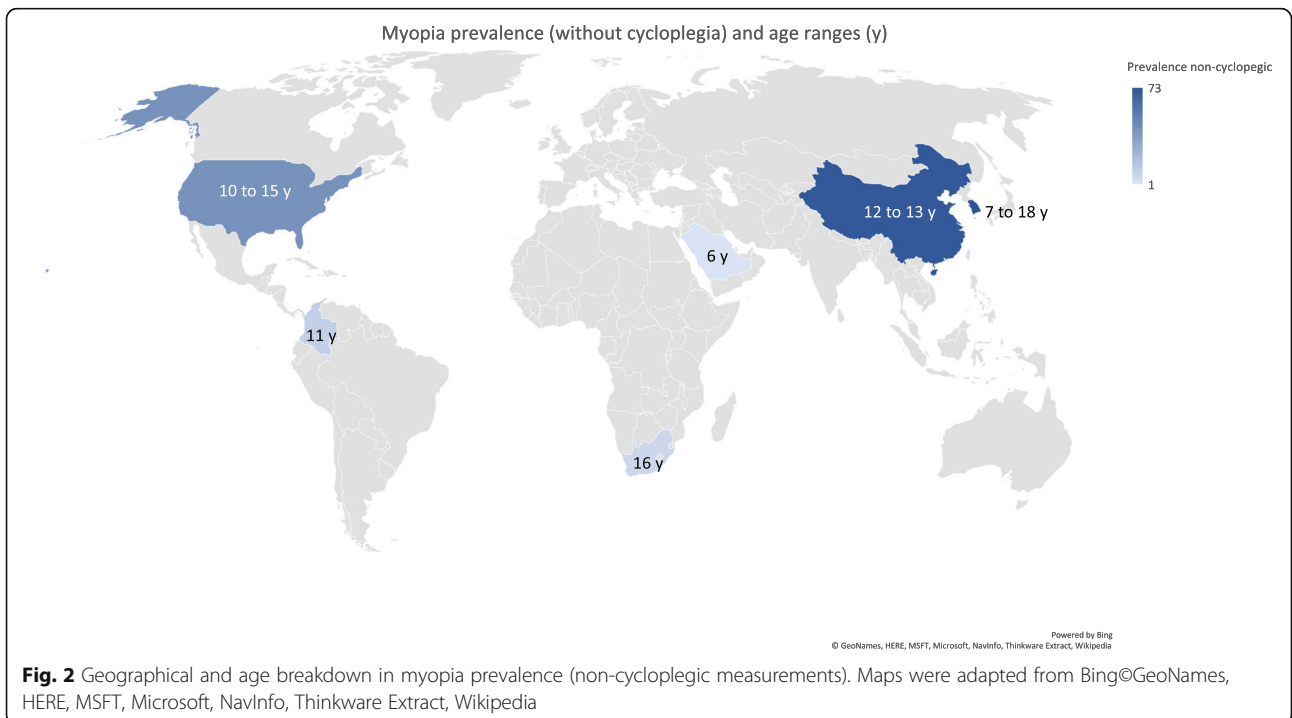 Myopia prevalence (without cycloplegia) and age ranges (y)
Prevalence non-cyclopegic
73
1
10 to 15 y
12 to 13 y
7 to 18 y
6 y
11 y
16 y
Powered by Bing
© GeoNames, HERE, MSFT, Microsoft, NavInfo, Thinkware Extract, Wikipedia
Fig. 2 Geographical and age breakdown in myopia prevalence (non-cycloplegic measurements). Maps were adapted from Bing©GeoNames,
HERE, MSFT, Microsoft, NavInfo, Thinkware Extract, Wikipedia